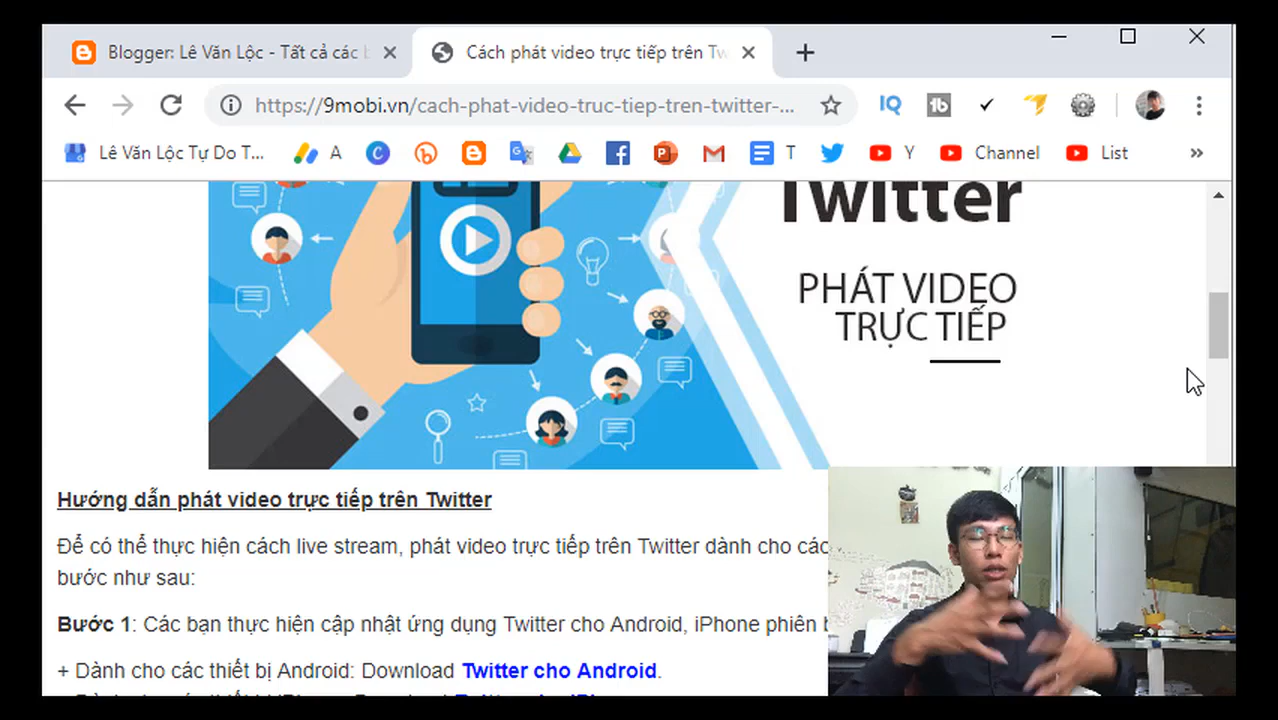 Blogger: Lê Văn Lộc - Tất cả các b
Cách phát video trực tiếp trên Tw
https://9mobi.vn/cach-phat-video-truc-tiep-tren-twitter-...
Lê Văn Lộc Tự Do T...
A
T
Y
Channel
List
Twitter
PHÁT VIDEO
TRỰC TIẾP
Hướng dẫn phát video trực tiếp trên Twitter
Để có thể thực hiện cách live stream, phát video trực tiếp trên Twitter dành cho các
bước như sau:
Bước 1: Các bạn thực hiện cập nhật ứng dụng Twitter cho Android, iPhone phiên b
+ Dành cho các thiết bị Android: Download Twitter cho Android.